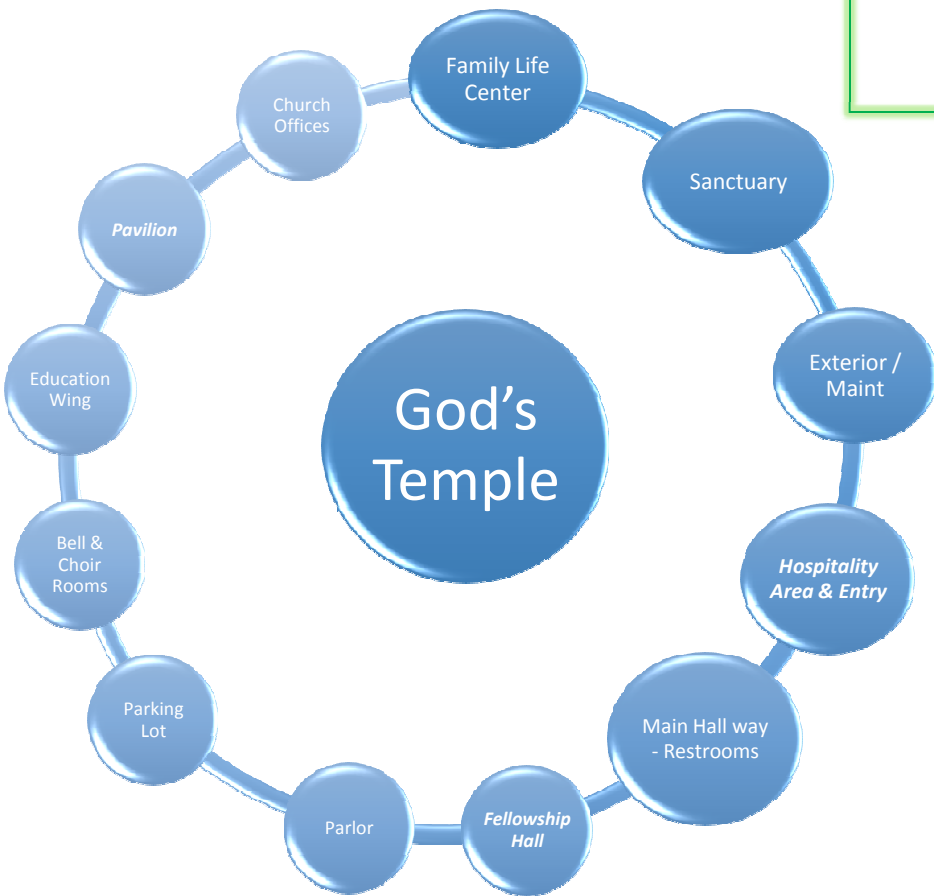 Family Life
Center
Sanctuary
Exterior /
Maint
Hospitality
Area & Entry
Main Hall way
- Restrooms
Fellowship
Hall
Parlor
Parking
Lot
Bell &
Choir
Rooms
Education
Wing
Pavilion
Church
Offices
God’s
Temple